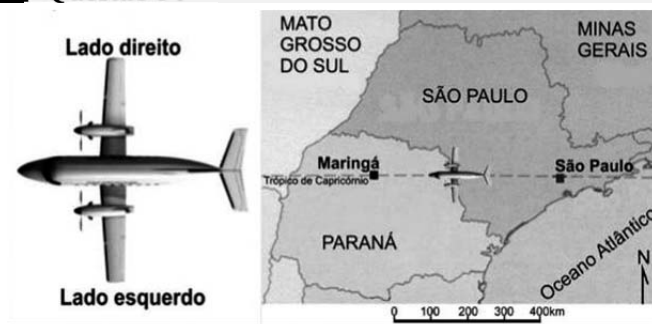 Lado direito
Lado esquerdo
MATO
GROSSO
DO SUL
MINAS
GERAIS
SÃO PAULO
Maringá
São Paulo
Trópico de Capricórnio
PARANÁ
Oceano Atlântico
N
0 100 200 300 400km